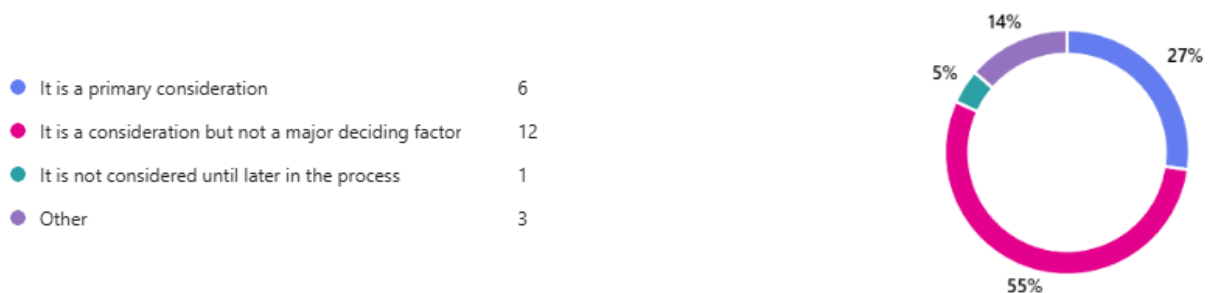 It is a primary consideration 6
It is a consideration but not a major deciding factor 12
It is not considered until later in the process 1
Other 3
14%
27%
5%
55%